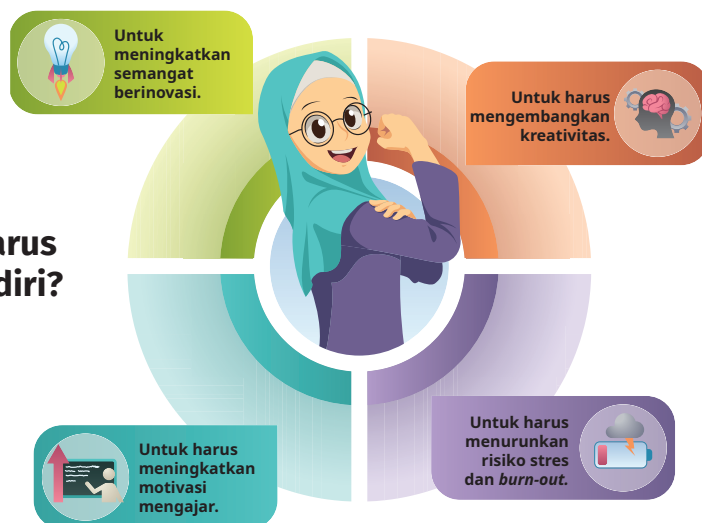 Untuk
meningkatkan
semangat
berinovasi.
Untuk harus
mengembangkan
kreativitas.
arus
diri?
Untuk harus
meningkatkan
motivasi
mengajar.
Untuk harus
menurunkan
risiko stres
dan burn-out.